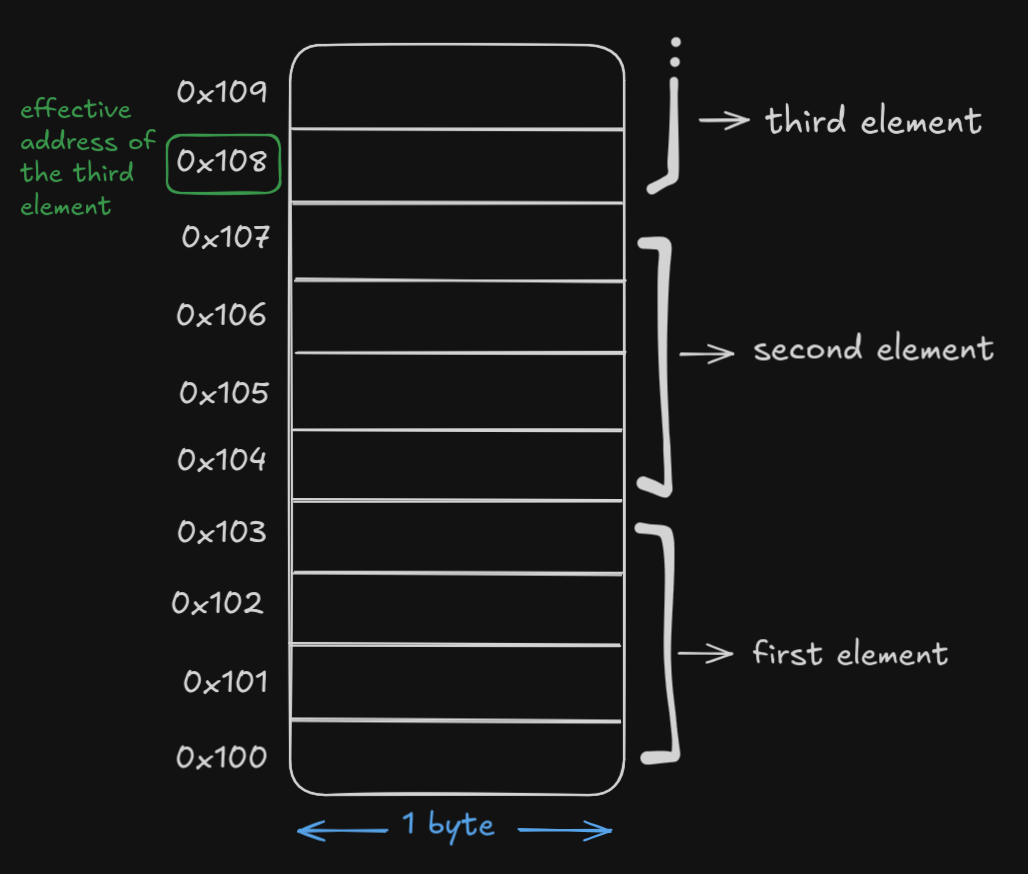 0x109
effective
address of
the third
element
0x108
third element
0x107
0x106
second element
0x105
0x104
0x103
0x102
first element
0x101
0x100
1 byte